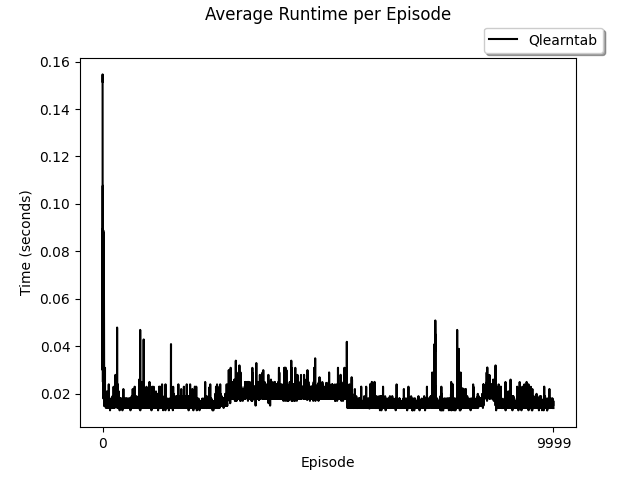 Average Runtime per Episode
Qlearntab
0.16
0.14
0.12
0.10
0.08
0.06
0.04
0.02
Time (seconds)
0
9999
Episode